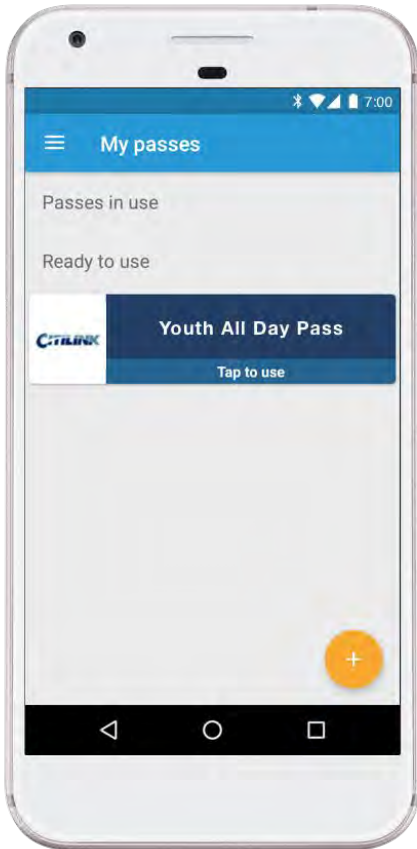 7:00
My passes
Passes in use
Ready to use
CITILINK
Youth All Day Pass
Tap to use
+